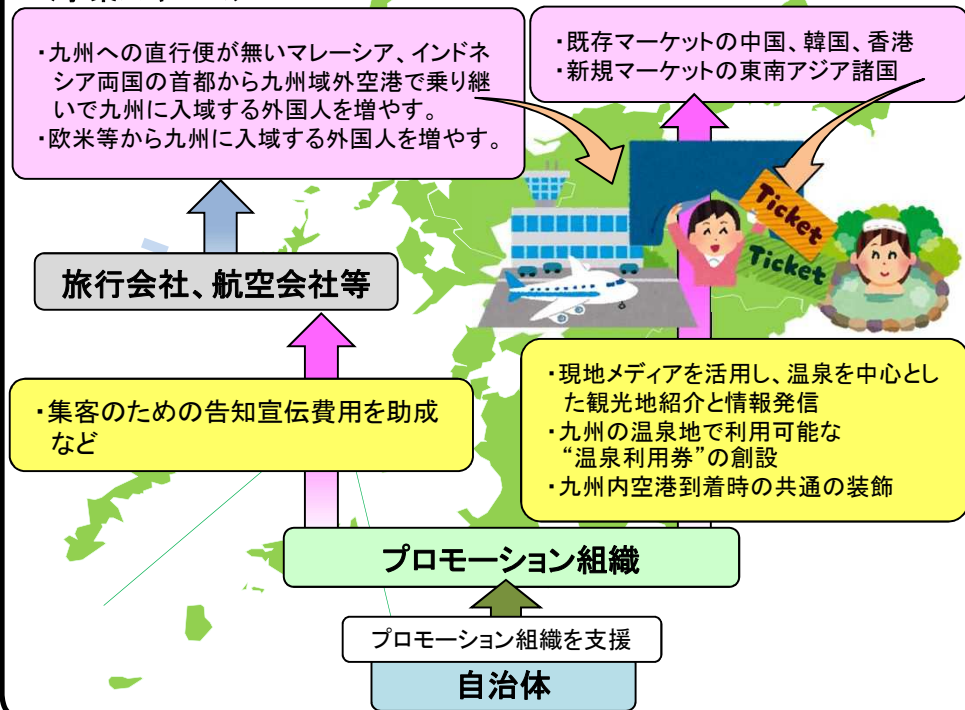 ・九州への直行便が無いマレーシア、インドネ
シア両国の首都から九州域外空港で乗り継
いで九州に入域する外国人を増やす。
・欧米等から九州に入域する外国人を増やす。
・既存マーケットの中国、韓国、香港
・新規マーケットの東南アジア諸国
Ticket
Ticket
旅行会社、航空会社等
・集客のための告知宣伝費用を助成
など
・現地メディアを活用し、温泉を中心とし
た観光地紹介と情報発信
・九州の温泉地で利用可能な
“温泉利用券”の創設
・九州内空港到着時の共通の装飾
プロモーション組織
プロモーション組織を支援
自治体